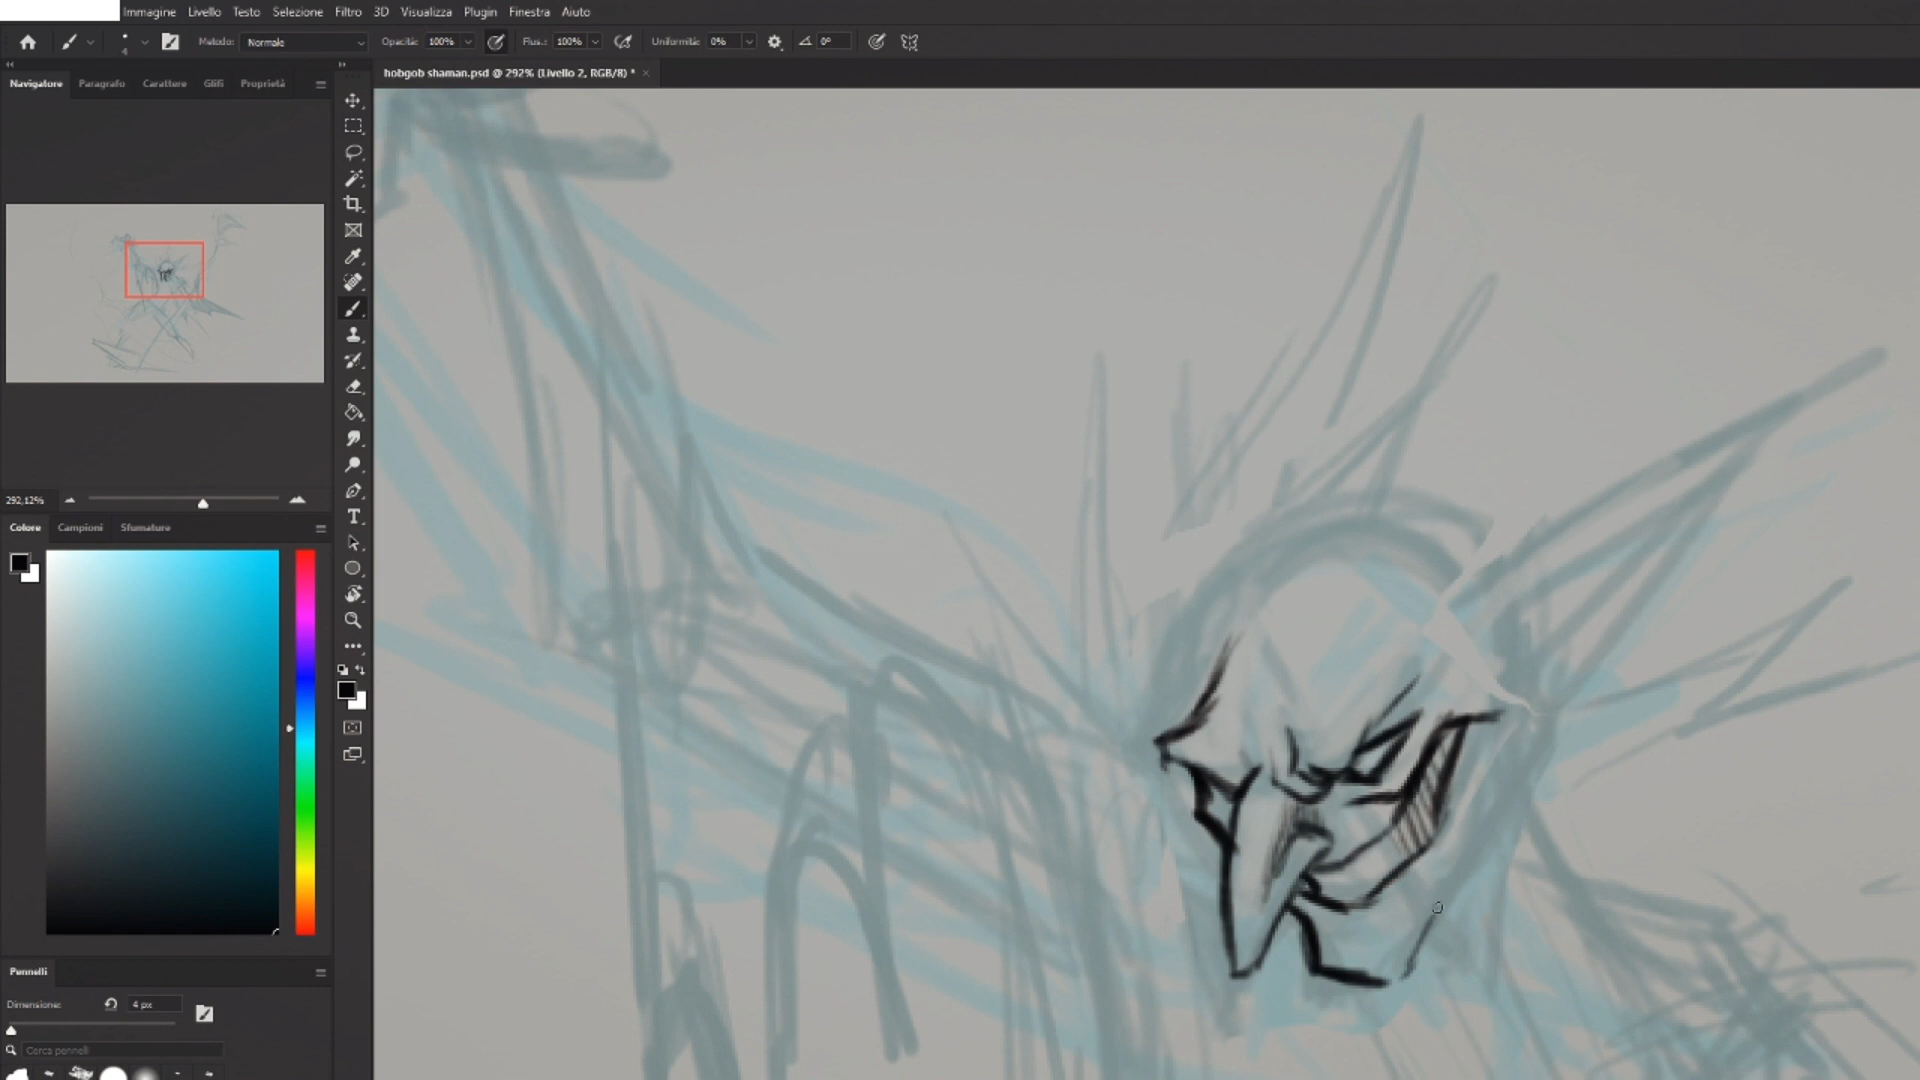 Immagine Livello Testo Selezione Filtro 3D Visualizza Plugin Finestra Aiuto
4 Metodo: Normale Opacità: 100% Flus.: 100% Uniformità: 0% 0°
Navigatore Paragrafo Carattere Glifi Proprietà
hobgob shaman.psd @ 292% (Livello 2, RGB/8) * ×
292,12%
Colore Campioni Sfumature
Pennelli
Dimensione: 4 px
Cerca pennelli